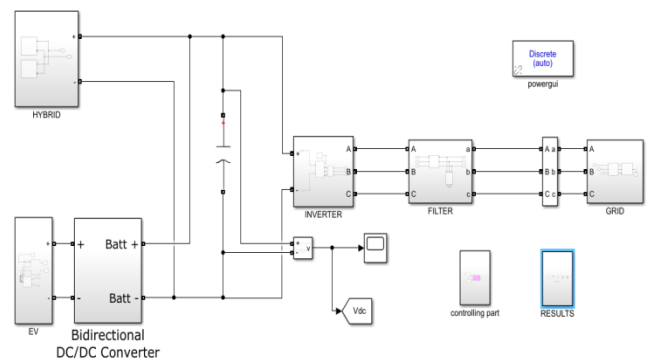 +
-
HYBRID
Discrete
(auto)
powergui
+
-
INVERTER
A
B
C
A
B
C
a
b
c
FILTER
A a
B b
C c
A
B
C
GRID
+
-
EV
+
-
Batt +
Batt -
Bidirectional
DC/DC Converter
+
-
v
Vdc
controlling part
RESULTS